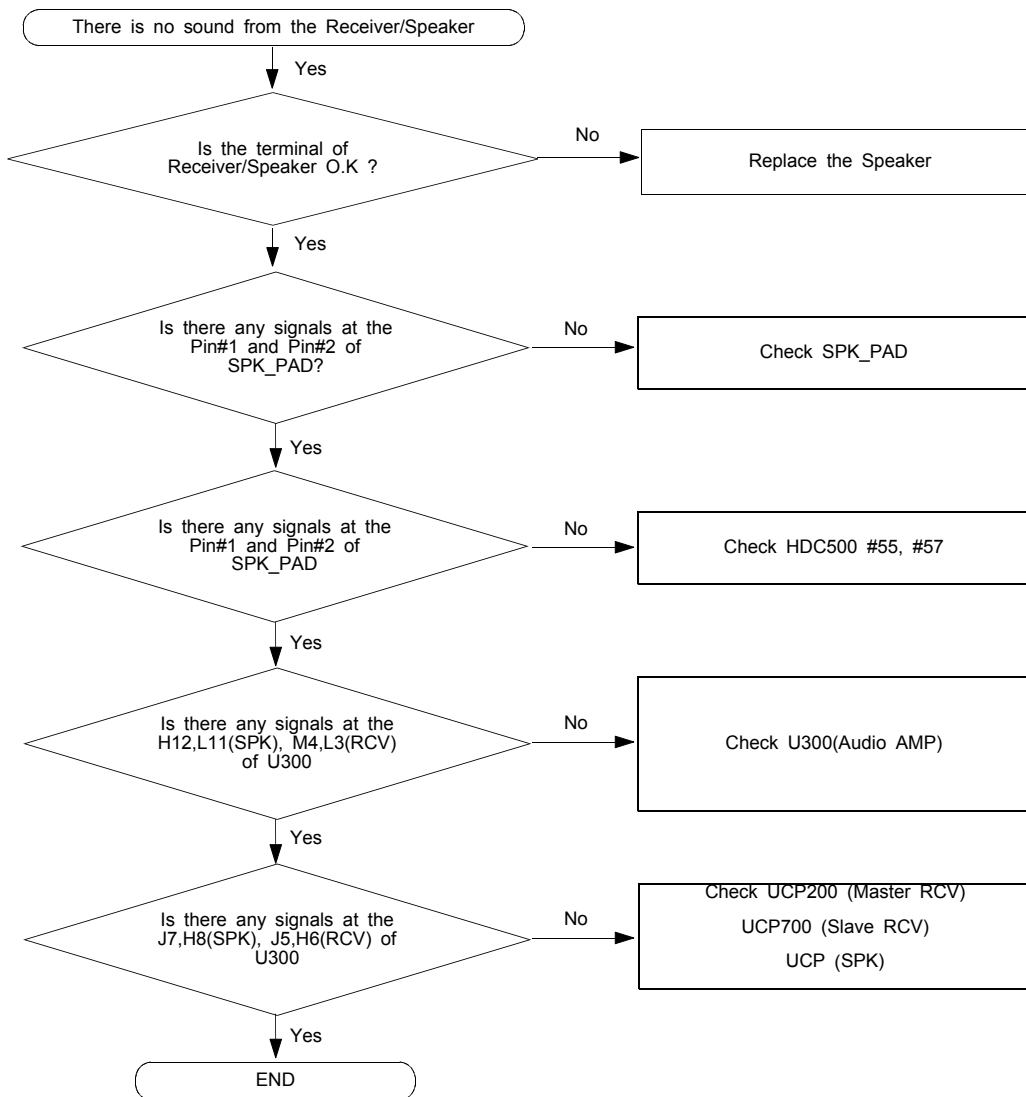 There is no sound from the Receiver/Speaker
Yes
Is the terminal of
Receiver/Speaker O.K ?
No
Replace the Speaker
Yes
Is there any signals at the
Pin#1 and Pin#2 of
SPK_PAD?
No
Check SPK_PAD
Yes
Is there any signals at the
Pin#1 and Pin#2 of
SPK_PAD
No
Check HDC500 #55, #57
Yes
Is there any signals at the
H12,L11(SPK), M4,L3(RCV)
of U300
No
Check U300(Audio AMP)
Yes
Is there any signals at the
J7,H8(SPK), J5,H6(RCV) of
U300
No
Check UCP200 (Master RCV)
UCP700 (Slave RCV)
UCP (SPK)
Yes
END